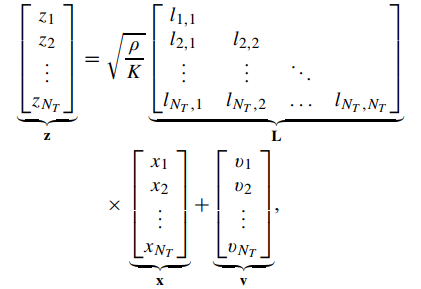 \underbrace{\begin{bmatrix} z_1 \\ z_2 \\ \vdots \\ z_{N_T} \end{bmatrix}}_{\mathbf{z}} = \sqrt{\frac{\rho}{K}} \underbrace{\begin{bmatrix} l_{1,1} & & & \\ l_{2,1} & l_{2,2} & & \\ \vdots & \vdots & \ddots & \\ l_{N_T,1} & l_{N_T,2} & \dots & l_{N_T,N_T} \end{bmatrix}}_{\mathbf{L}}
\times \underbrace{\begin{bmatrix} x_1 \\ x_2 \\ \vdots \\ x_{N_T} \end{bmatrix}}_{\mathbf{x}} + \underbrace{\begin{bmatrix} v_1 \\ v_2 \\ \vdots \\ v_{N_T} \end{bmatrix}}_{\mathbf{v}},